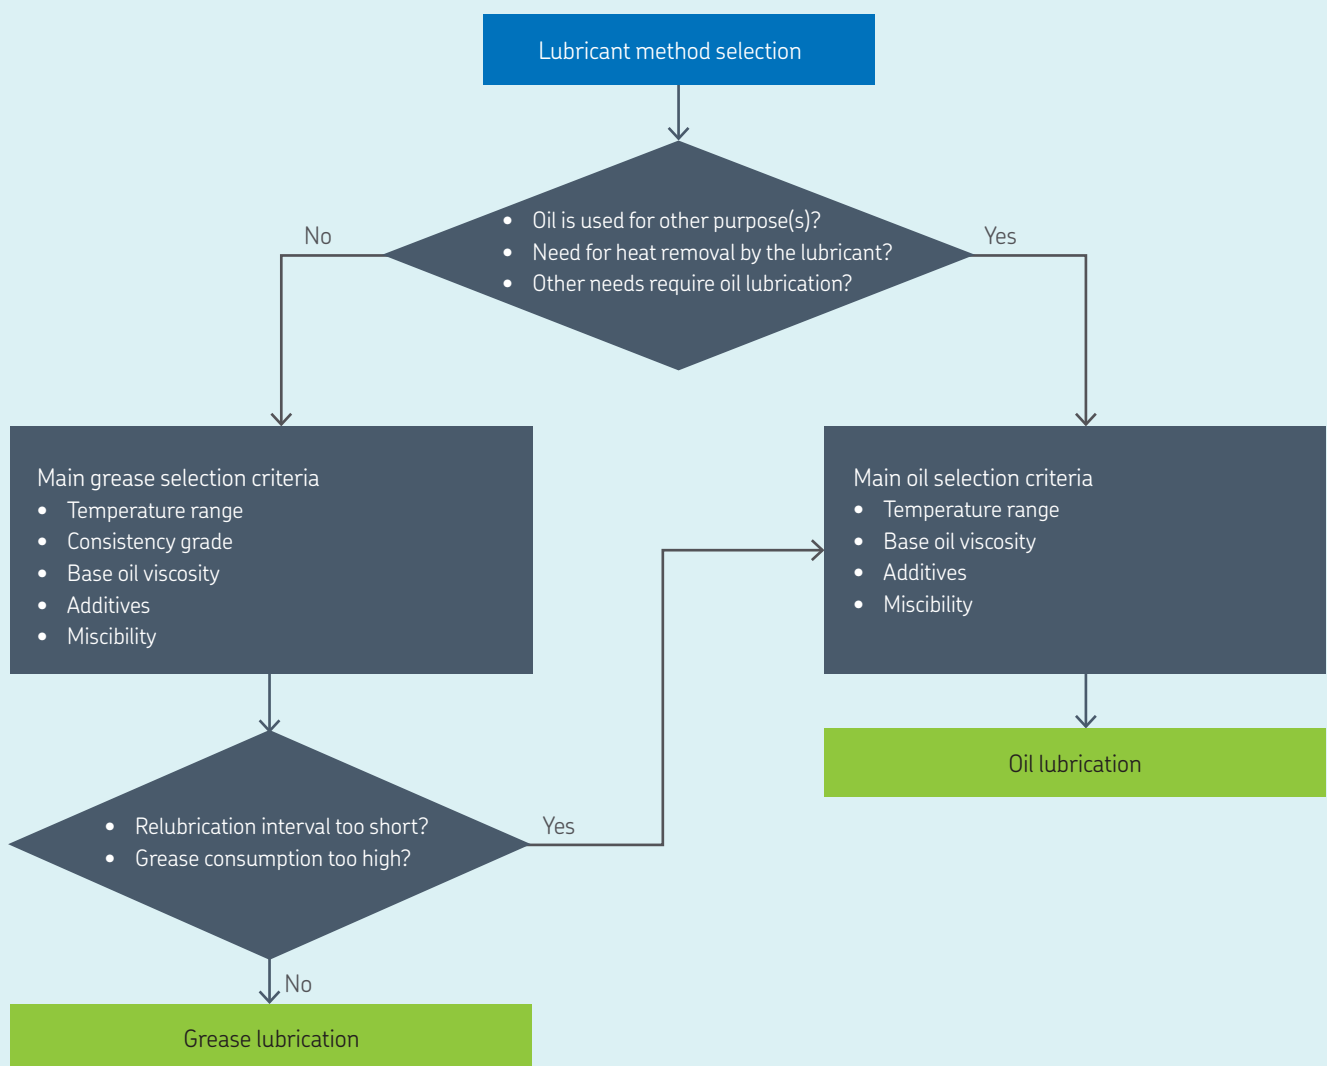 Lubricant method selection
• Oil is used for other purpose(s)?
• Need for heat removal by the lubricant?
• Other needs require oil lubrication?
No
Yes
Main grease selection criteria
• Temperature range
• Consistency grade
• Base oil viscosity
• Additives
• Miscibility
Main oil selection criteria
• Temperature range
• Base oil viscosity
• Additives
• Miscibility
Oil lubrication
• Relubrication interval too short?
• Grease consumption too high?
Yes
No
Grease lubrication